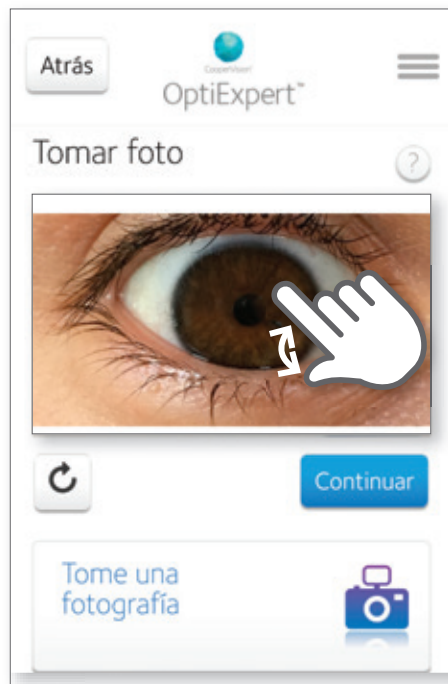 Atrás
CooperVision®
OptiExpert™
Tomar foto
?
Continuar
Tome una
fotografía